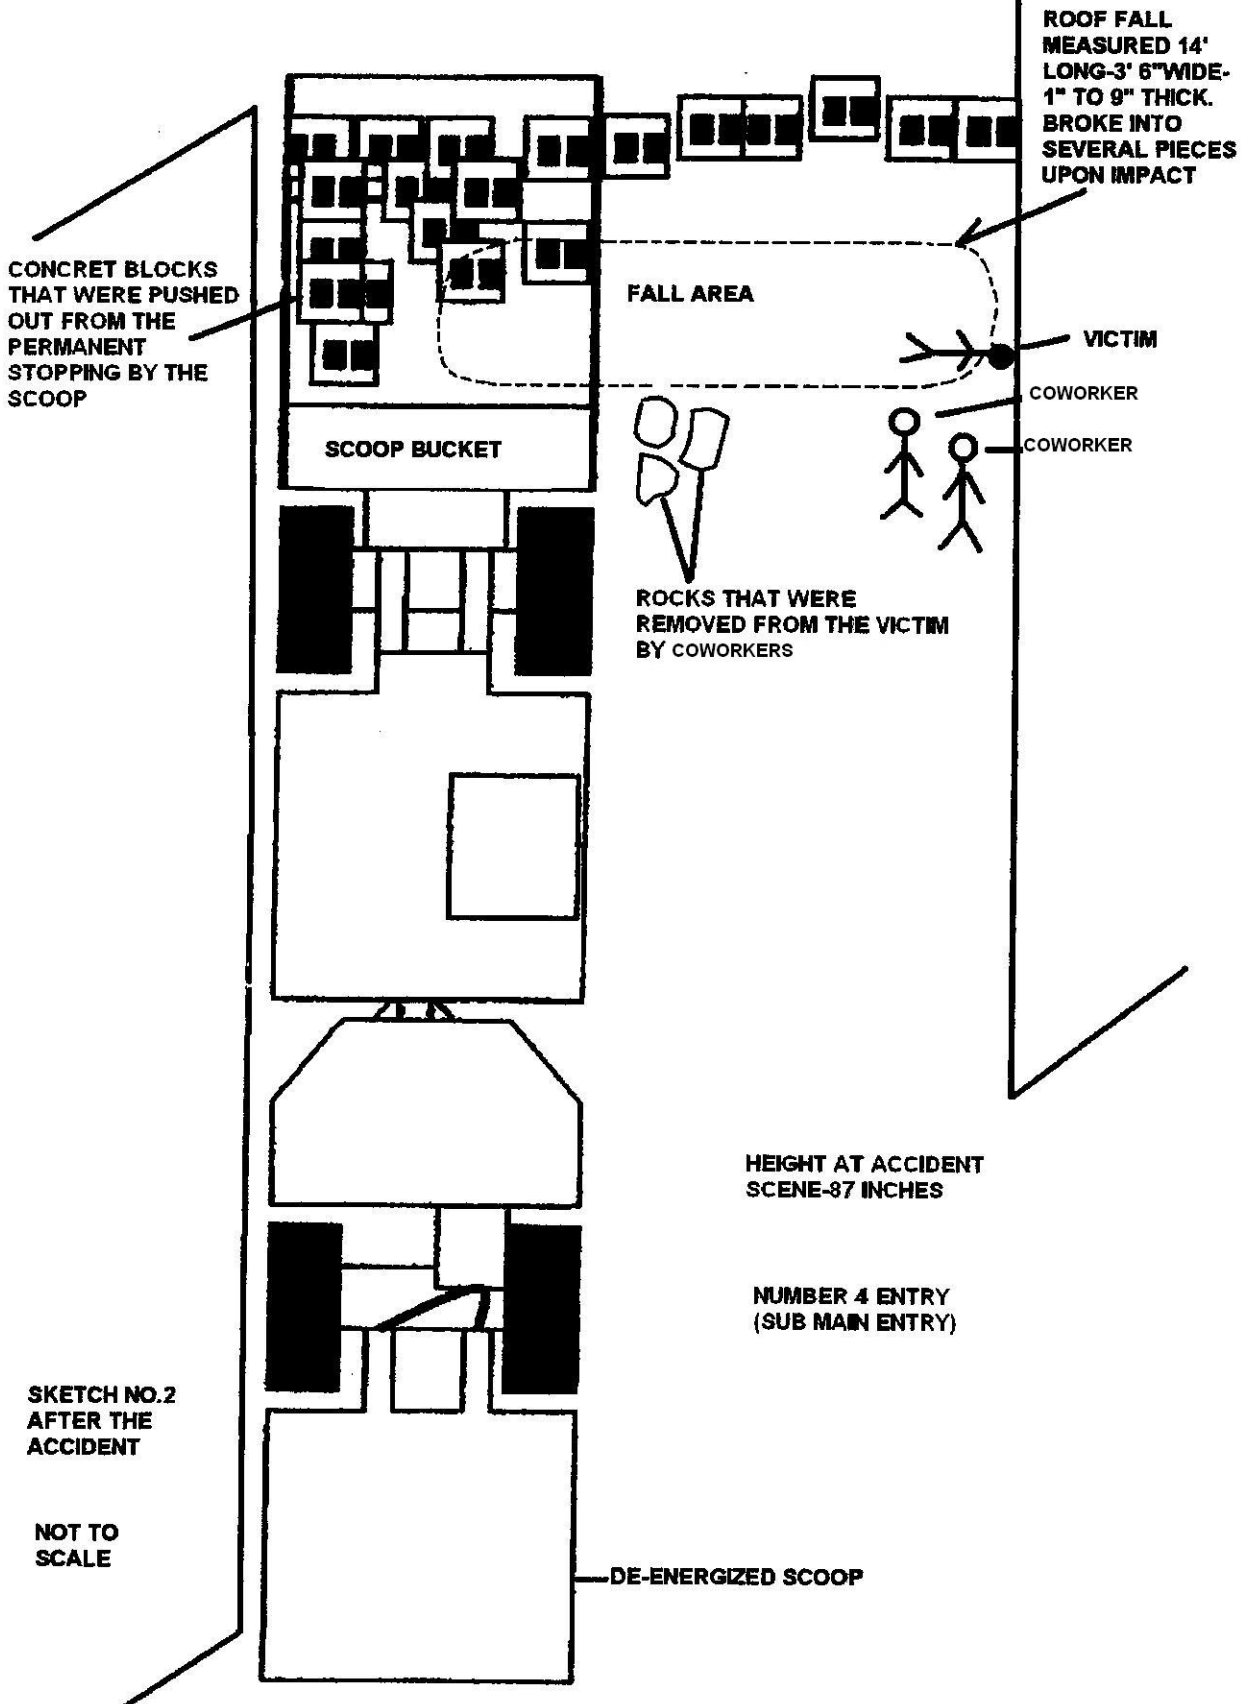 ROOF FALL
MEASURED 14'
LONG-3' 6"WIDE-
1" TO 9" THICK.
BROKE INTO
SEVERAL PIECES
UPON IMPACT
CONCRET BLOCKS
THAT WERE PUSHED
OUT FROM THE
PERMANENT
STOPPING BY THE
SCOOP
FALL AREA
VICTIM
COWORKER
COWORKER
SCOOP BUCKET
ROCKS THAT WERE
REMOVED FROM THE VICTIM
BY COWORKERS
HEIGHT AT ACCIDENT
SCENE-87 INCHES
NUMBER 4 ENTRY
(SUB MAIN ENTRY)
SKETCH NO.2
AFTER THE
ACCIDENT
NOT TO
SCALE
DE-ENERGIZED SCOOP